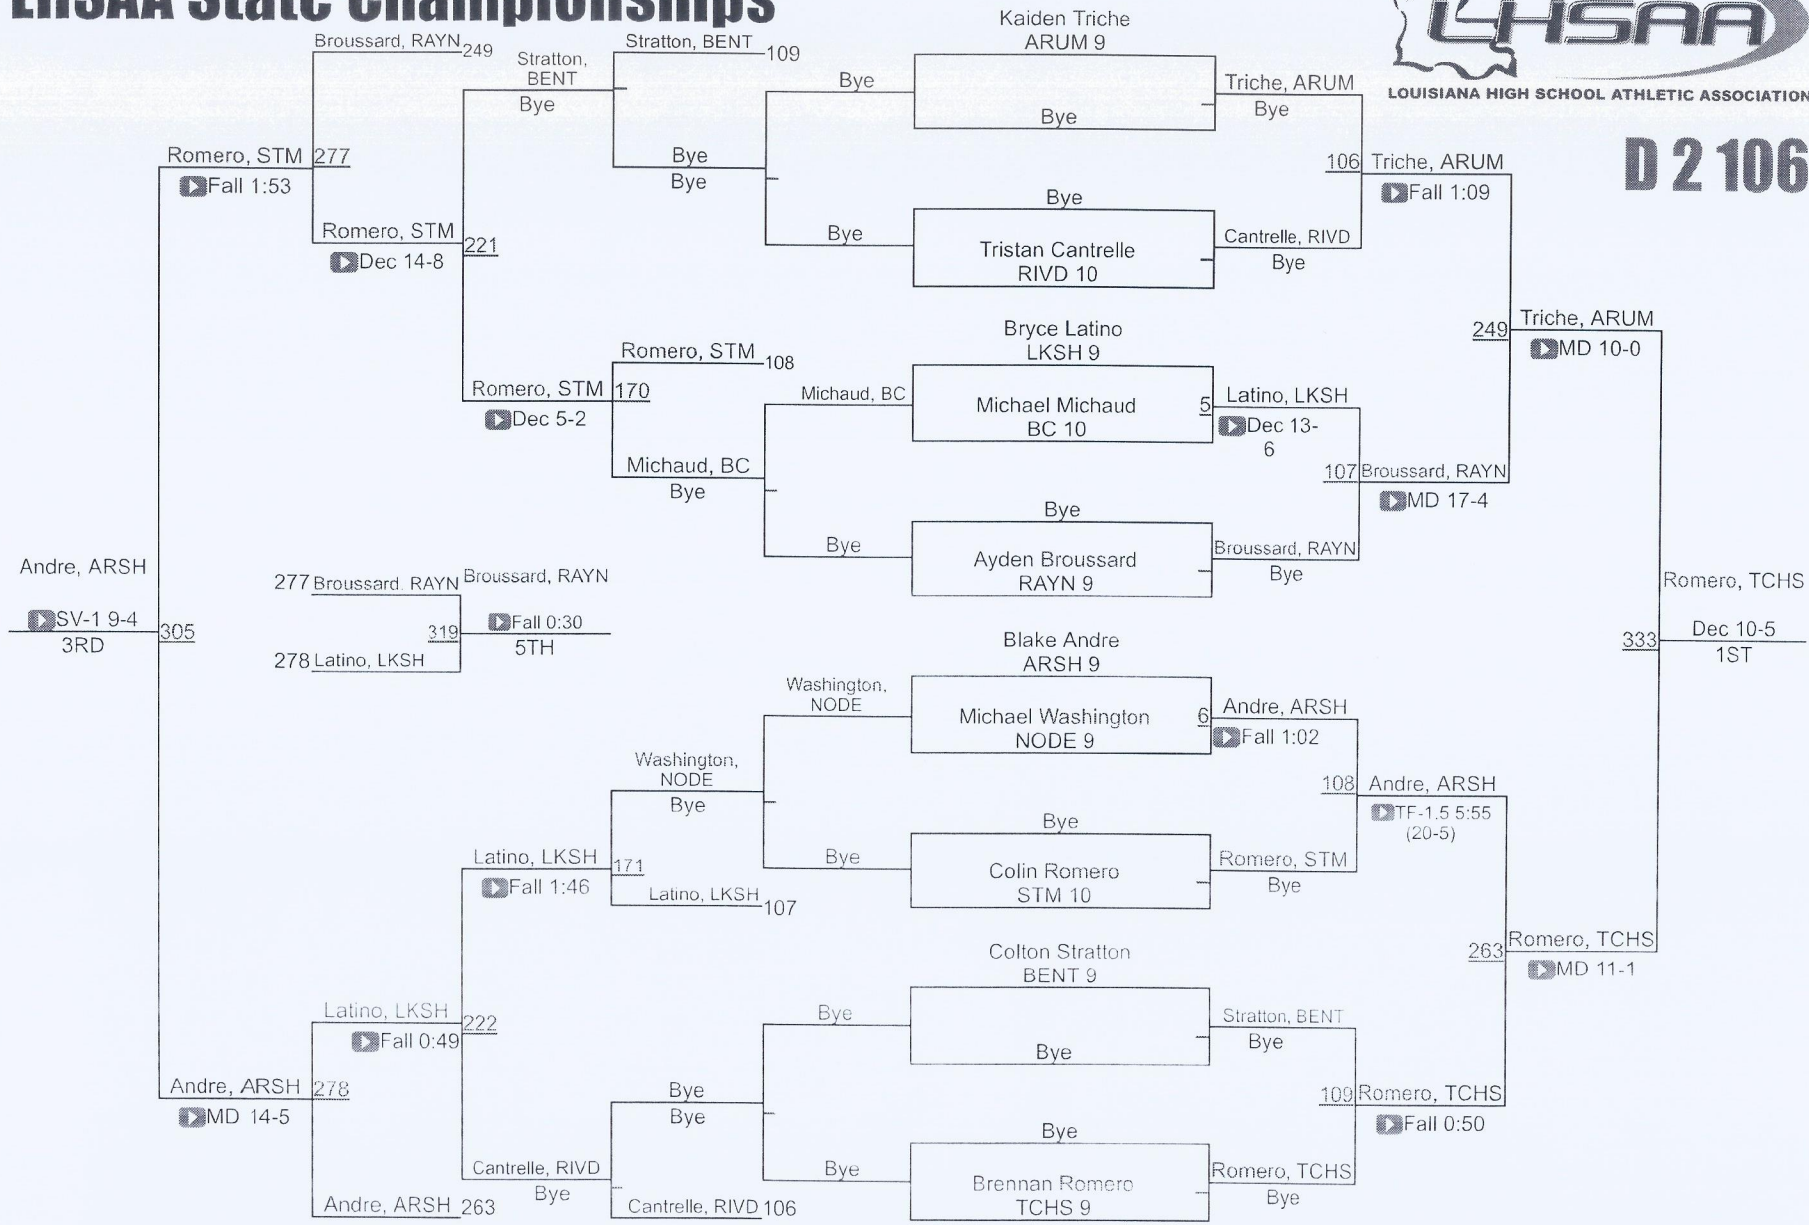 LHSAA State Championships
LHSAA
LOUISIANA HIGH SCHOOL ATHLETIC ASSOCIATION
D 2 106
Kaiden Triche
ARUM 9
Bye
Bye
Tristan Cantrelle
RIVD 10
Bryce Latino
LKSH 9
Michael Michaud
BC 10
5
Bye
Ayden Broussard
RAYN 9
Blake Andre
ARSH 9
Michael Washington
NODE 9
6
Bye
Colin Romero
STM 10
Colton Stratton
BENT 9
Bye
Bye
Brennan Romero
TCHS 9
Triche, ARUM
Bye
Cantrelle, RIVD
Bye
Latino, LKSH
Dec 13-
6
Broussard, RAYN
Bye
Andre, ARSH
Fall 1:02
Romero, STM
Bye
Stratton, BENT
Bye
Romero, TCHS
Bye
106 Triche, ARUM
Fall 1:09
107 Broussard, RAYN
MD 17-4
108 Andre, ARSH
TF-1.5 5:55
(20-5)
109 Romero, TCHS
Fall 0:50
249 Triche, ARUM
MD 10-0
263 Romero, TCHS
MD 11-1
Romero, TCHS
333 Dec 10-5
1ST
Bye
Bye
Michaud, BC
Bye
Washington,
NODE
Bye
Bye
Bye
Stratton, BENT 109
Bye
Bye
Romero, STM 108
Michaud, BC
Bye
Washington,
NODE
Bye
Latino, LKSH 107
Bye
Bye
Cantrelle, RIVD 106
Stratton,
BENT
Bye
Romero, STM 170
Dec 5-2
Latino, LKSH 171
Fall 1:46
Cantrelle, RIVD
Bye
Broussard, RAYN 249
Romero, STM 221
Dec 14-8
Latino, LKSH 222
Fall 0:49
Andre, ARSH 263
Romero, STM 277
Fall 1:53
Andre, ARSH 278
MD 14-5
Andre, ARSH
SV-1 9-4 305
3RD
277 Broussard, RAYN
278 Latino, LKSH
Broussard, RAYN
319 Fall 0:30
5TH